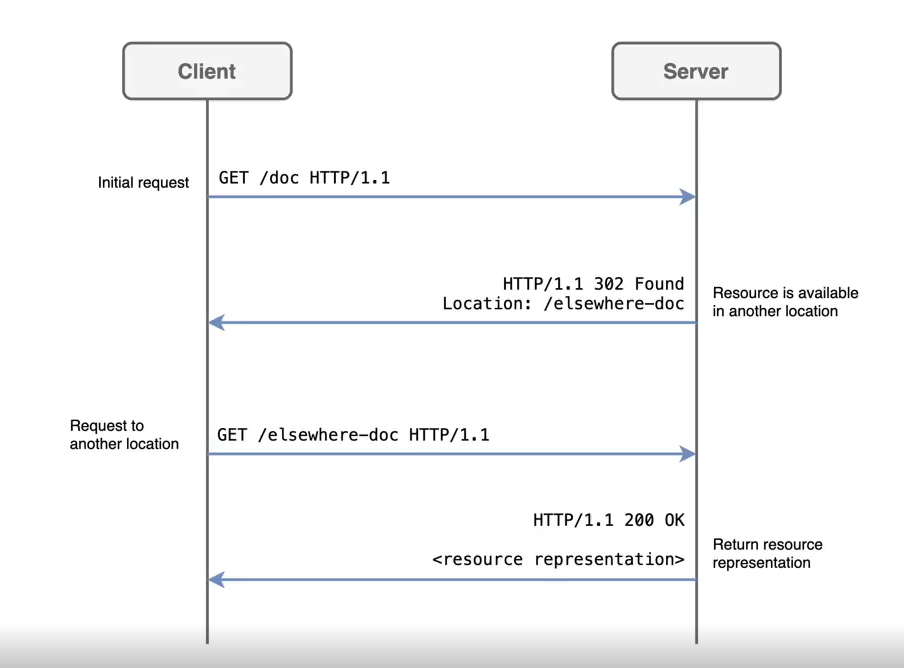 Client
Server
Initial request
GET /doc HTTP/1.1
HTTP/1.1 302 Found
Location: /elsewhere-doc
Resource is available
in another location
Request to
another location
GET /elsewhere-doc HTTP/1.1
HTTP/1.1 200 OK
<resource representation>
Return resource
representation